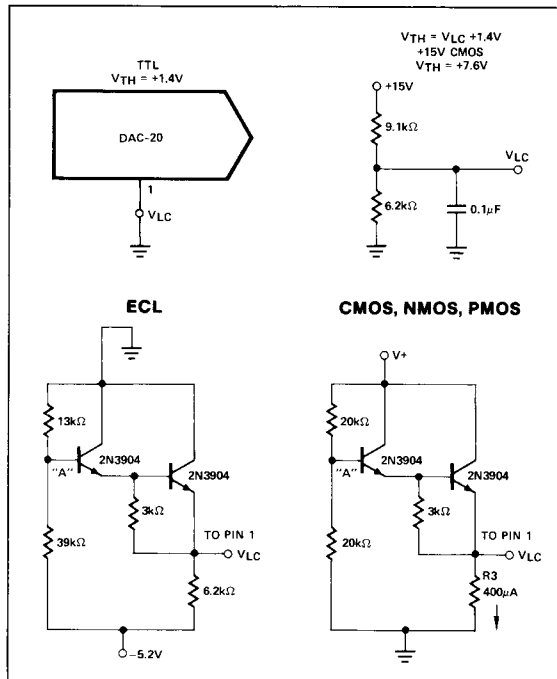 TTL
VTH = +1.4V
DAC-20
1
VLC
VTH = VLC +1.4V
+15V CMOS
VTH = +7.6V
+15V
9.1kΩ
VLC
6.2kΩ
0.1µF
ECL
13kΩ
"A"
2N3904
2N3904
3kΩ
39kΩ
TO PIN 1
VLC
6.2kΩ
-5.2V
CMOS, NMOS, PMOS
V+
20kΩ
"A"
2N3904
2N3904
3kΩ
20kΩ
TO PIN 1
VLC
R3
400µA